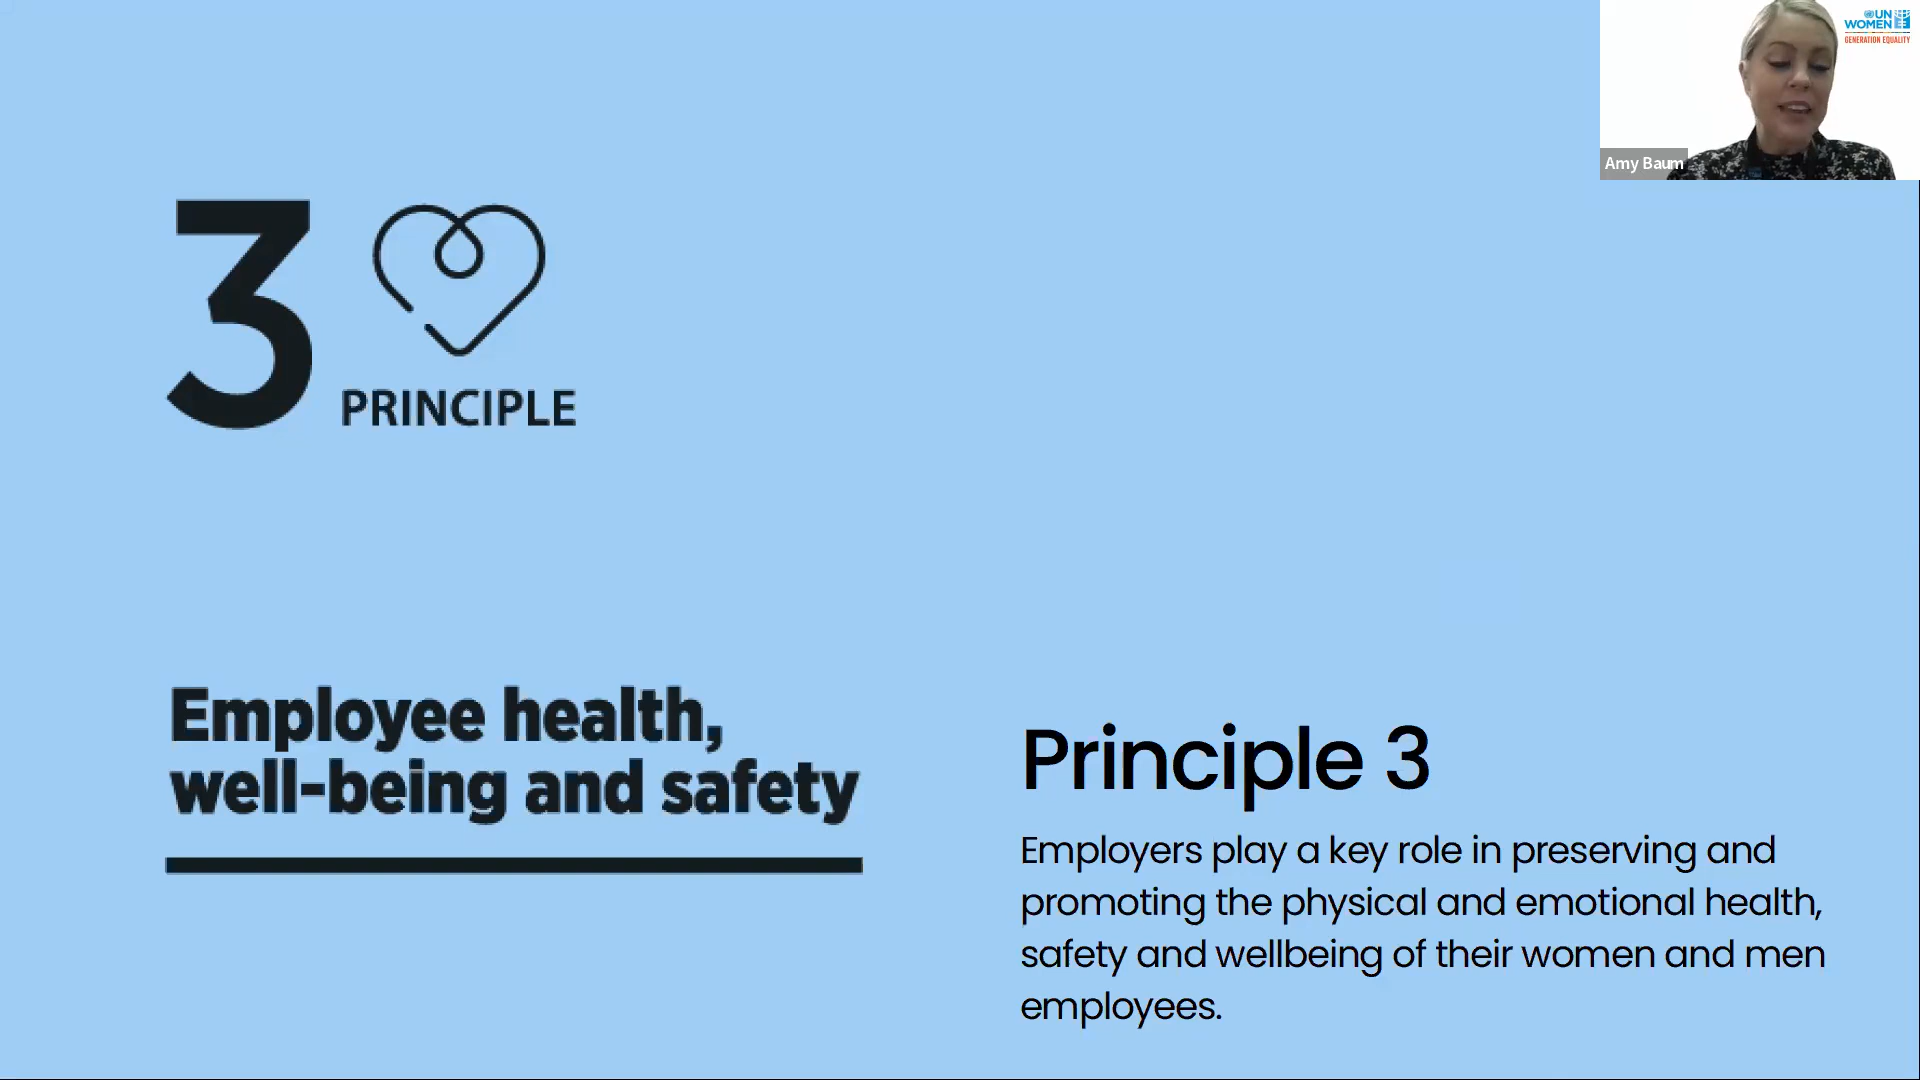 UN
WOMEN
GENERATION EQUALITY
Amy Baum
3
PRINCIPLE
Employee health,
well-being and safety
Principle 3
Employers play a key role in preserving and
promoting the physical and emotional health,
safety and wellbeing of their women and men
employees.